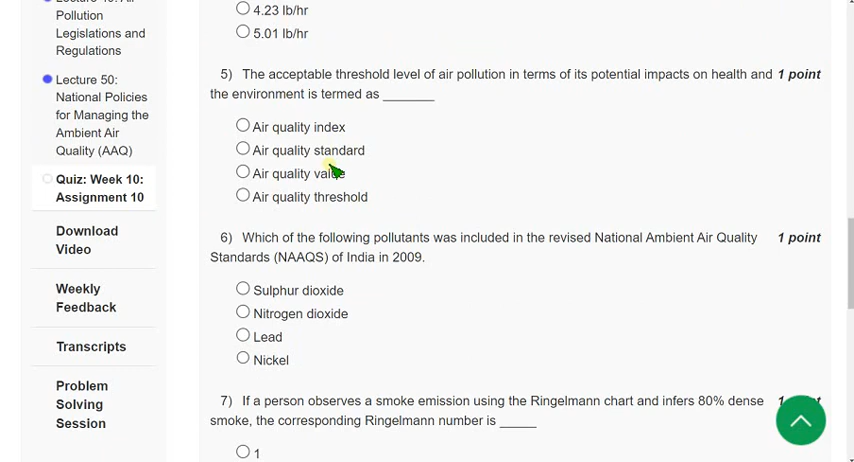 Pollution
Legislations and
Regulations
Lecture 50:
National Policies
for Managing the
Ambient Air
Quality (AAQ)
Quiz: Week 10:
Assignment 10
Download
Video
Weekly
Feedback
Transcripts
Problem
Solving
Session
4.23 lb/hr
5.01 lb/hr
5) The acceptable threshold level of air pollution in terms of its potential impacts on health and 1 point
the environment is termed as _______
Air quality index
Air quality standard
Air quality value
Air quality threshold
6) Which of the following pollutants was included in the revised National Ambient Air Quality 1 point
Standards (NAAQS) of India in 2009.
Sulphur dioxide
Nitrogen dioxide
Lead
Nickel
7) If a person observes a smoke emission using the Ringelmann chart and infers 80% dense
smoke, the corresponding Ringelmann number is _____
1